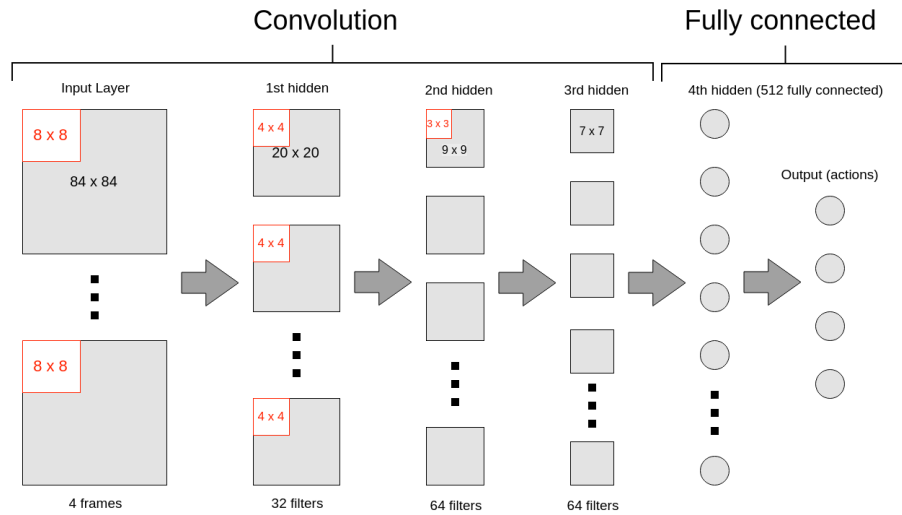 Convolution
Fully connected
Input Layer
1st hidden
2nd hidden
3rd hidden
4th hidden (512 fully connected)
Output (actions)
8 x 8
84 x 84
8 x 8
4 frames
4 x 4
20 x 20
4 x 4
4 x 4
32 filters
3 x 3
9 x 9
64 filters
7 x 7
64 filters